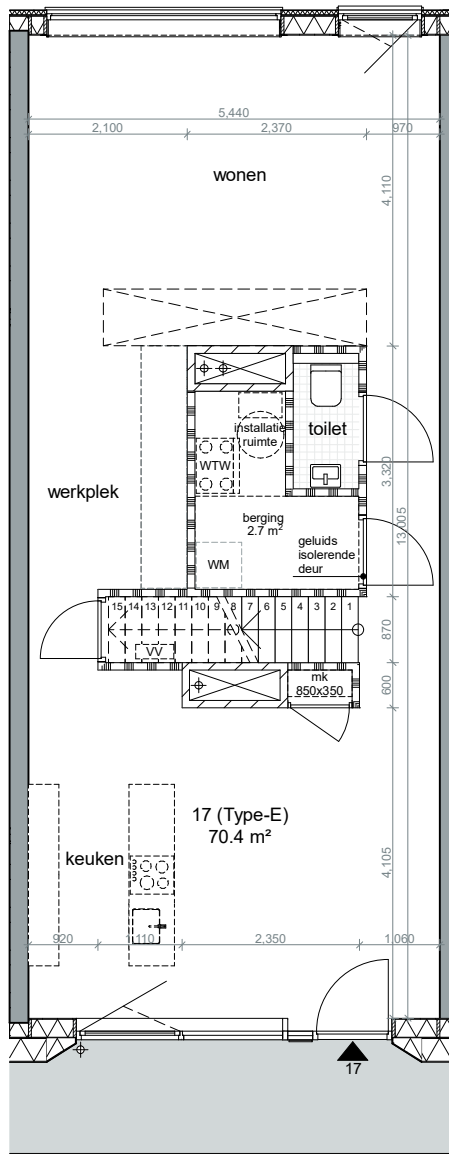 5,440
2,100 2,370 970
wonen
4,110
installatie
ruimte
toilet
WTW
3,320
13,005
werkplek
berging
2.7 m²
geluids
isolerende
deur
WM
15 14 13 12 11 10 9 8 7 6 5 4 3 2 1
VV
870
mk
850x350
600
17 (Type-E)
70.4 m²
keuken
4,105
920 1,110 2,350 1,060
17